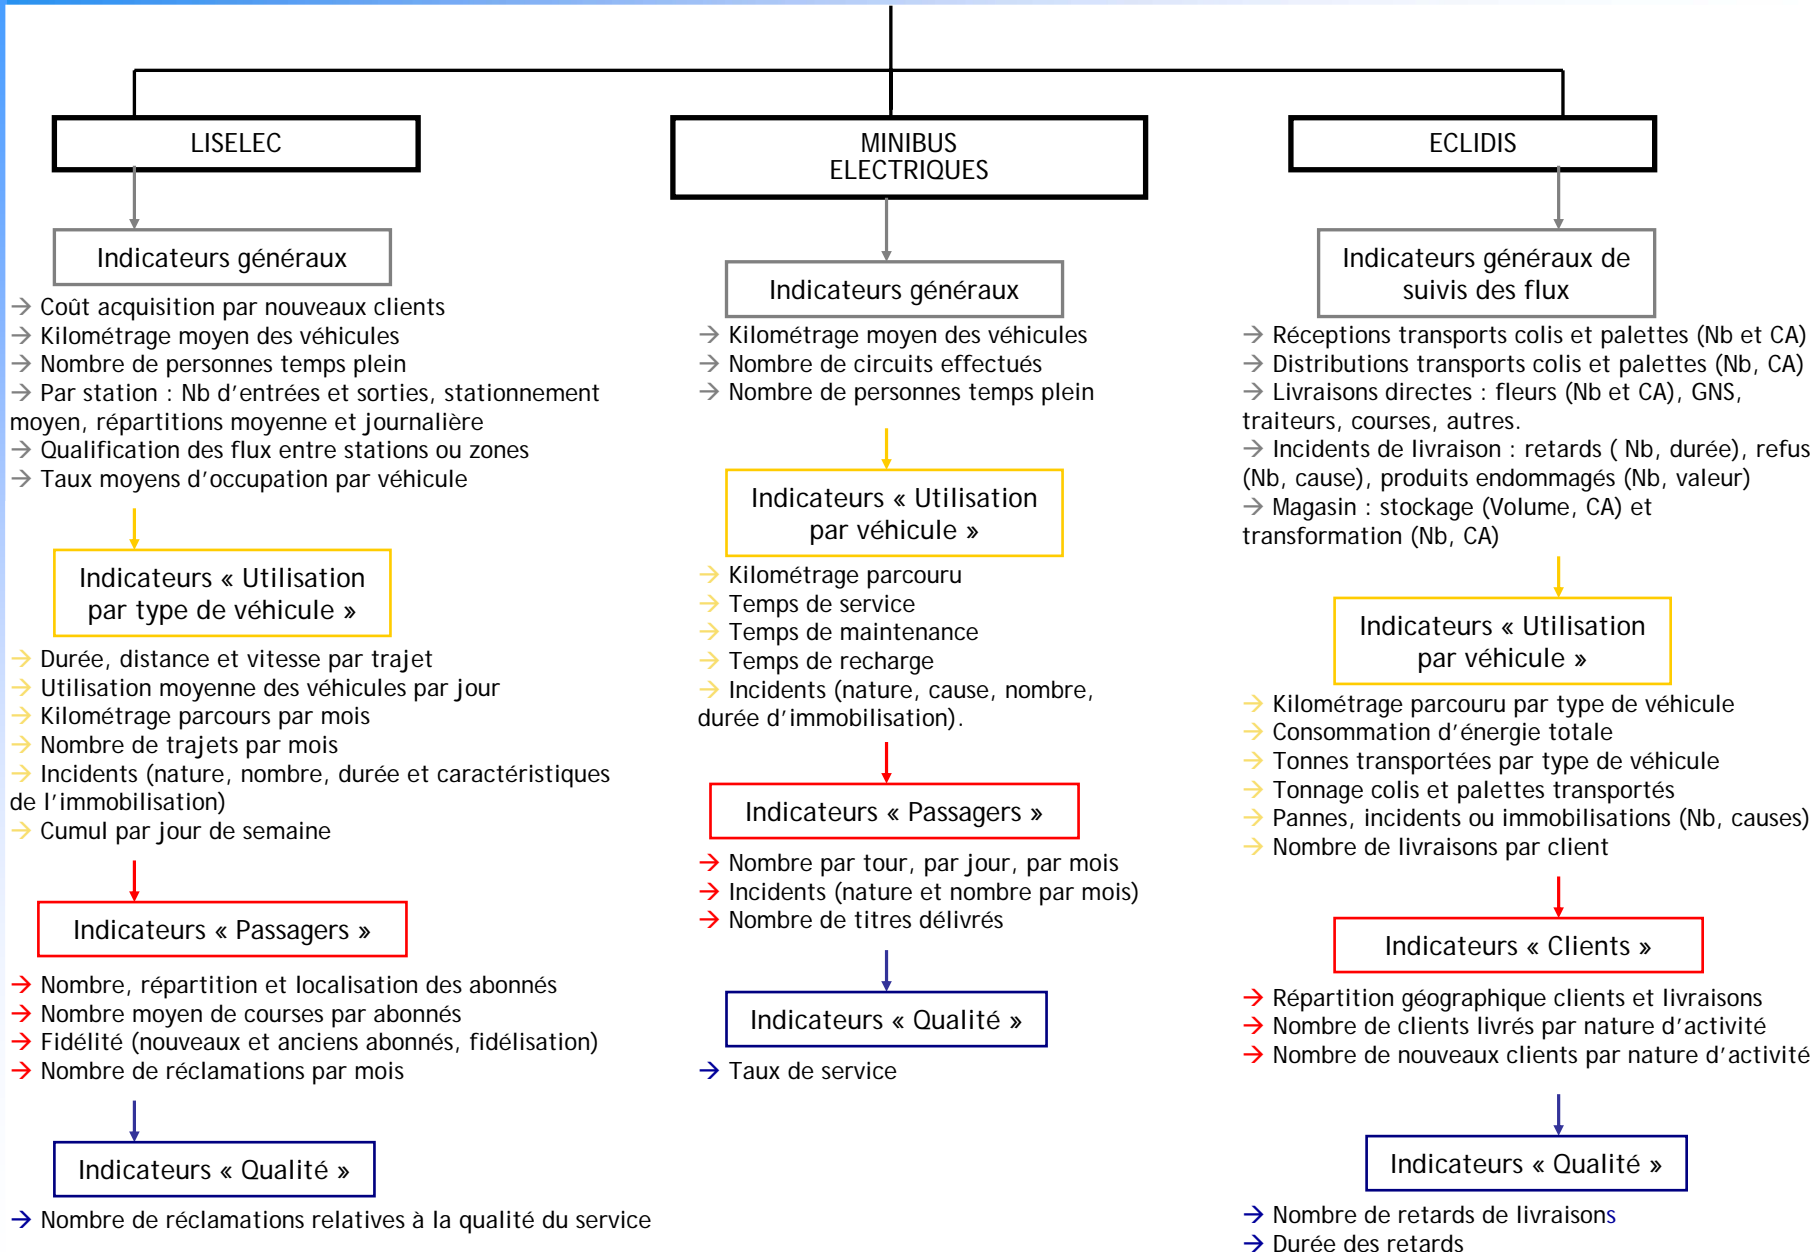 LISELEC
Indicateurs généraux
→ Coût acquisition par nouveaux clients
→ Kilométrage moyen des véhicules
→ Nombre de personnes temps plein
→ Par station : Nb d'entrées et sorties, stationnement
moyen, répartitions moyenne et journalière
→ Qualification des flux entre stations ou zones
→ Taux moyens d'occupation par véhicule
Indicateurs « Utilisation
par type de véhicule »
→ Durée, distance et vitesse par trajet
→ Utilisation moyenne des véhicules par jour
→ Kilométrage parcours par mois
→ Nombre de trajets par mois
→ Incidents (nature, nombre, durée et caractéristiques
de l'immobilisation)
→ Cumul par jour de semaine
Indicateurs « Passagers »
→ Nombre, répartition et localisation des abonnés
→ Nombre moyen de courses par abonnés
→ Fidélité (nouveaux et anciens abonnés, fidélisation)
→ Nombre de réclamations par mois
Indicateurs « Qualité »
→ Nombre de réclamations relatives à la qualité du service
MINIBUS
ELECTRIQUES
Indicateurs généraux
→ Kilométrage moyen des véhicules
→ Nombre de circuits effectués
→ Nombre de personnes temps plein
Indicateurs « Utilisation
par véhicule »
→ Kilométrage parcouru
→ Temps de service
→ Temps de maintenance
→ Temps de recharge
→ Incidents (nature, cause, nombre,
durée d'immobilisation).
Indicateurs « Passagers »
→ Nombre par tour, par jour, par mois
→ Incidents (nature et nombre par mois)
→ Nombre de titres délivrés
Indicateurs « Qualité »
→ Taux de service
ECLIDIS
Indicateurs généraux de
suivis des flux
→ Réceptions transports colis et palettes (Nb et CA)
→ Distributions transports colis et palettes (Nb, CA)
→ Livraisons directes : fleurs (Nb et CA), GNS,
traiteurs, courses, autres.
→ Incidents de livraison : retards ( Nb, durée), refus
(Nb, cause), produits endommagés (Nb, valeur)
→ Magasin : stockage (Volume, CA) et
transformation (Nb, CA)
Indicateurs « Utilisation
par véhicule »
→ Kilométrage parcouru par type de véhicule
→ Consommation d'énergie totale
→ Tonnes transportées par type de véhicule
→ Tonnage colis et palettes transportés
→ Pannes, incidents ou immobilisations (Nb, causes)
→ Nombre de livraisons par client
Indicateurs « Clients »
→ Répartition géographique clients et livraisons
→ Nombre de clients livrés par nature d'activité
→ Nombre de nouveaux clients par nature d'activité
Indicateurs « Qualité »
→ Nombre de retards de livraisons
→ Durée des retards